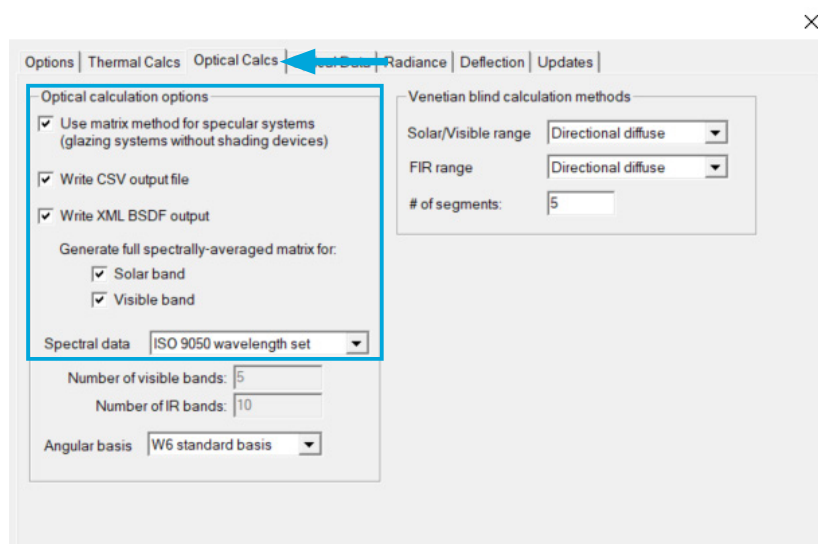 Options Thermal Calcs Optical Calcs Data Radiance Deflection Updates
Optical calculation options
Use matrix method for specular systems
(glazing systems without shading devices)
Write CSV output file
Write XML BSDF output
Generate full spectrally-averaged matrix for:
Solar band
Visible band
Spectral data ISO 9050 wavelength set
Number of visible bands: 5
Number of IR bands: 10
Angular basis W6 standard basis
Venetian blind calculation methods
Solar/Visible range Directional diffuse
FIR range Directional diffuse
# of segments: 5